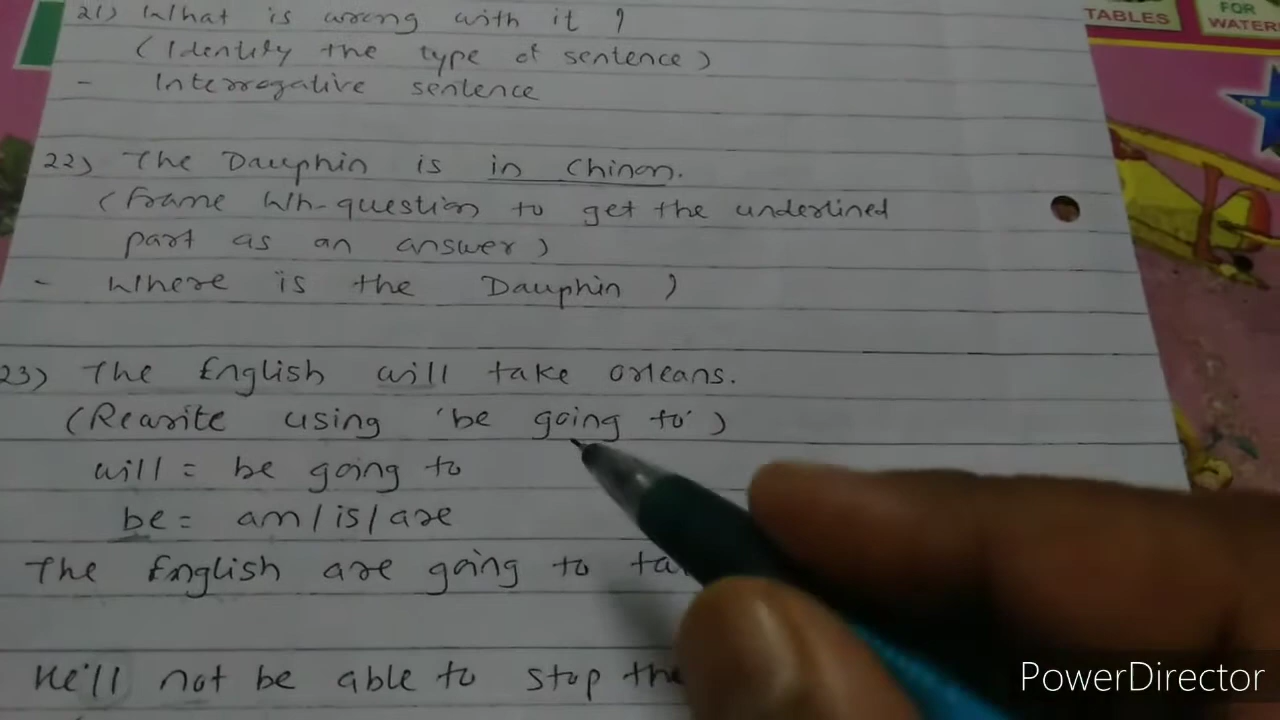 21) What is wrong with it ?
(Identify the type of sentence)
- Interrogative sentence
22) The Dauphin is in Chinon.
(Frame Wh-question to get the underlined
part as an answer)
- Where is the Dauphin ?
23) The English will take orleans.
(Rewrite using 'be going to')
will = be going to
be = am/is/are
The English are going to
He'll not be able to stop the
TABLES
FOR
WATER
PowerDirector